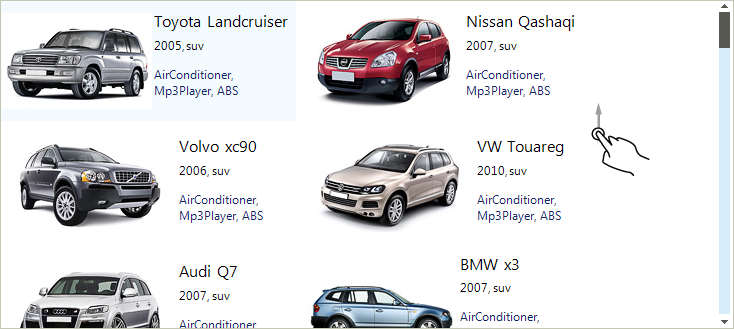 Toyota Landcruiser
2005, suv
AirConditioner,
Mp3Player, ABS
Nissan Qashaqi
2007, suv
AirConditioner,
Mp3Player, ABS
Volvo xc90
2006, suv
AirConditioner,
Mp3Player, ABS
VW Touareg
2010, suv
AirConditioner,
Mp3Player, ABS
Audi Q7
2007, suv
AirConditioner,
BMW x3
2007, suv
AirConditioner,